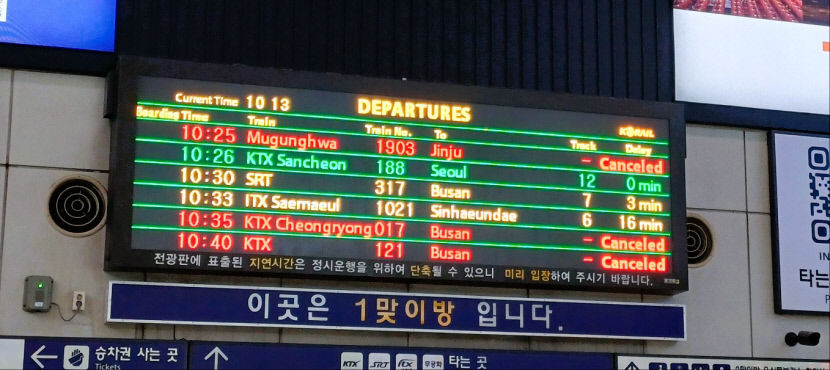 Current Time 10 13 DEPARTURES KORAIL
Boarding Time Train Train No. To Track Delay
10:25 Mugunghwa 1903 Jinju - Canceled
10:26 KTX Sancheon 188 Seoul 12 0 min
10:30 SRT 317 Busan 7 3 min
10:33 ITX Saemaeul 1021 Sinhaeundae 6 16 min
10:35 KTX Cheongryong 017 Busan - Canceled
10:40 KTX 121 Busan - Canceled
전광판에 표출된 지연시간은 정시운행을 위하여 단축될 수 있으니 미리 입장하여 주시기 바랍니다.
이곳은 1맞이방 입니다.
IN
타는
승차권 사는 곳
Tickets
KTX SRT ITX 무궁화 타는 곳